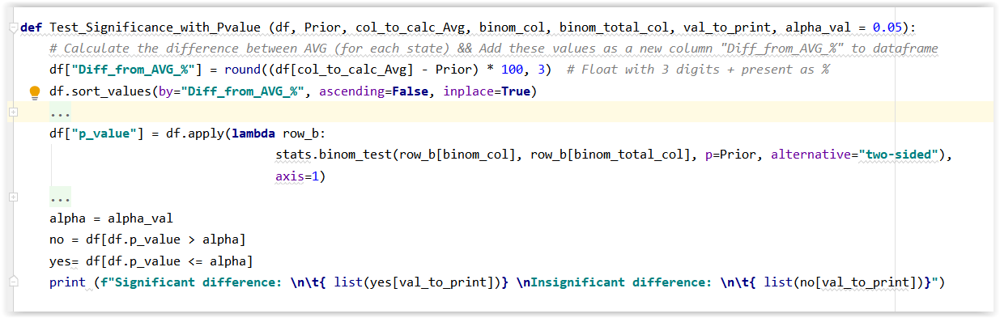 def Test_Significance_with_Pvalue (df, Prior, col_to_calc_Avg, binom_col, binom_total_col, val_to_print, alpha_val = 0.05):
# Calculate the difference between AVG (for each state) && Add these values as a new column "Diff_from_AVG_%" to dataframe
df["Diff_from_AVG_%"] = round((df[col_to_calc_Avg] - Prior) * 100, 3)  # Float with 3 digits + present as %
df.sort_values(by="Diff_from_AVG_%", ascending=False, inplace=True)
...
df["p_value"] = df.apply(lambda row_b:
stats.binom_test(row_b[binom_col], row_b[binom_total_col], p=Prior, alternative="two-sided"),
axis=1)
...
alpha = alpha_val
no = df[df.p_value > alpha]
yes= df[df.p_value <= alpha]
print (f"Significant difference: \n\t{ list(yes[val_to_print])} \nInsignificant difference: \n\t{ list(no[val_to_print])}")